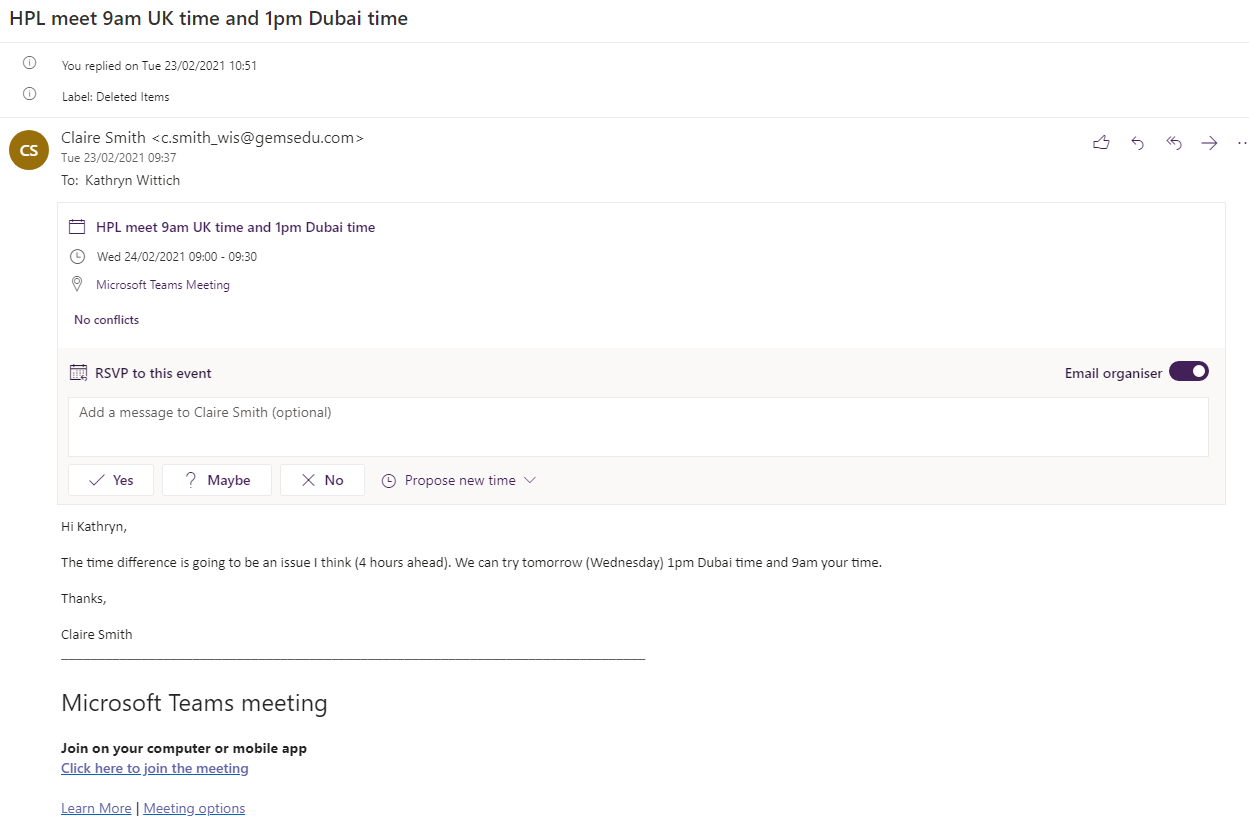 HPL meet 9am UK time and 1pm Dubai time
You replied on Tue 23/02/2021 10:51
Label: Deleted Items
CS
Claire Smith <c.smith_wis@gemsedu.com>
Tue 23/02/2021 09:37
To: Kathryn Wittich
HPL meet 9am UK time and 1pm Dubai time
Wed 24/02/2021 09:00 - 09:30
Microsoft Teams Meeting
No conflicts
RSVP to this event Email organiser
Add a message to Claire Smith (optional)
Yes ? Maybe No Propose new time
Hi Kathryn,
The time difference is going to be an issue I think (4 hours ahead). We can try tomorrow (Wednesday) 1pm Dubai time and 9am your time.
Thanks,
Claire Smith
Microsoft Teams meeting
Join on your computer or mobile app
Click here to join the meeting
Learn More | Meeting options